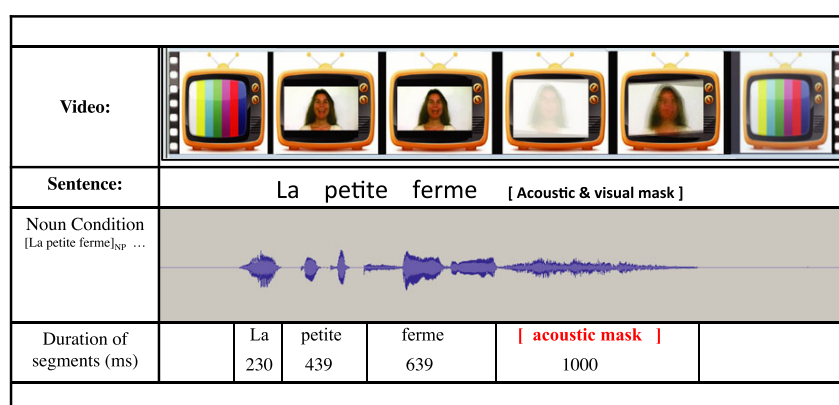 Video:
Sentence:
La petite ferme [ Acoustic & visual mask ]
Noun Condition
[La petite ferme]NP ...
Duration of
segments (ms)
La petite ferme [ acoustic mask ]
230 439 639 1000